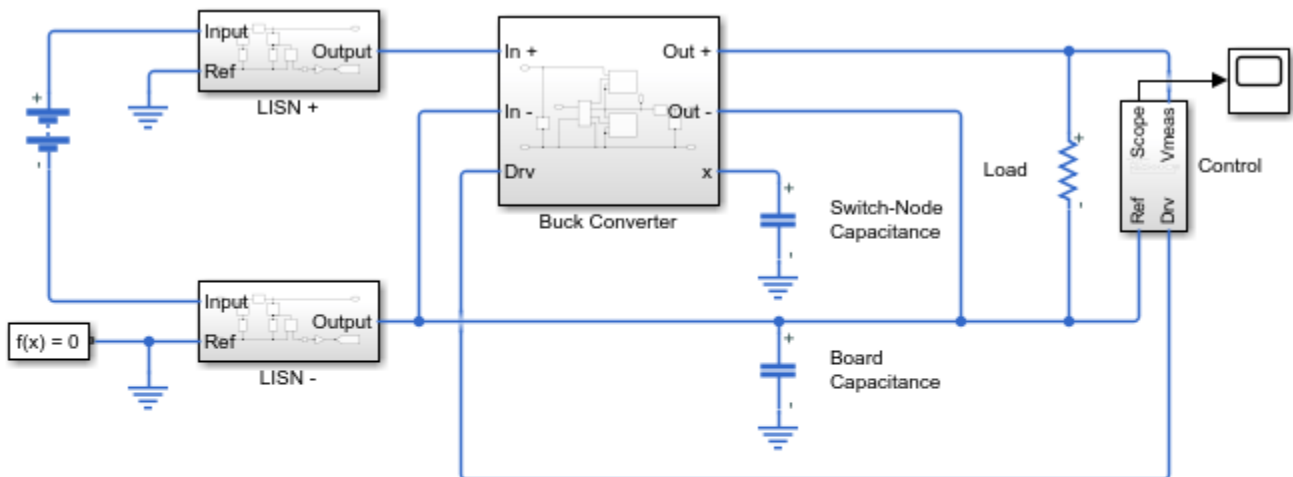 Input
Output
Ref
LISN +
+
-
In +
In -
Drv
Out +
Out -
x
Buck Converter
+
-
Switch-Node
Capacitance
Load
+
-
Scope
Vmeas
Ref
Drv
Control
Input
Output
Ref
LISN -
f(x) = 0
+
-
Board
Capacitance